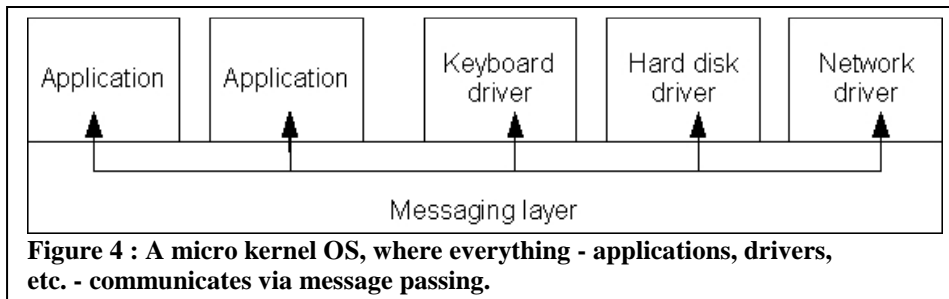 Application
Application
Keyboard
driver
Hard disk
driver
Network
driver
Messaging layer
Figure 4 : A micro kernel OS, where everything - applications, drivers,
etc. - communicates via message passing.